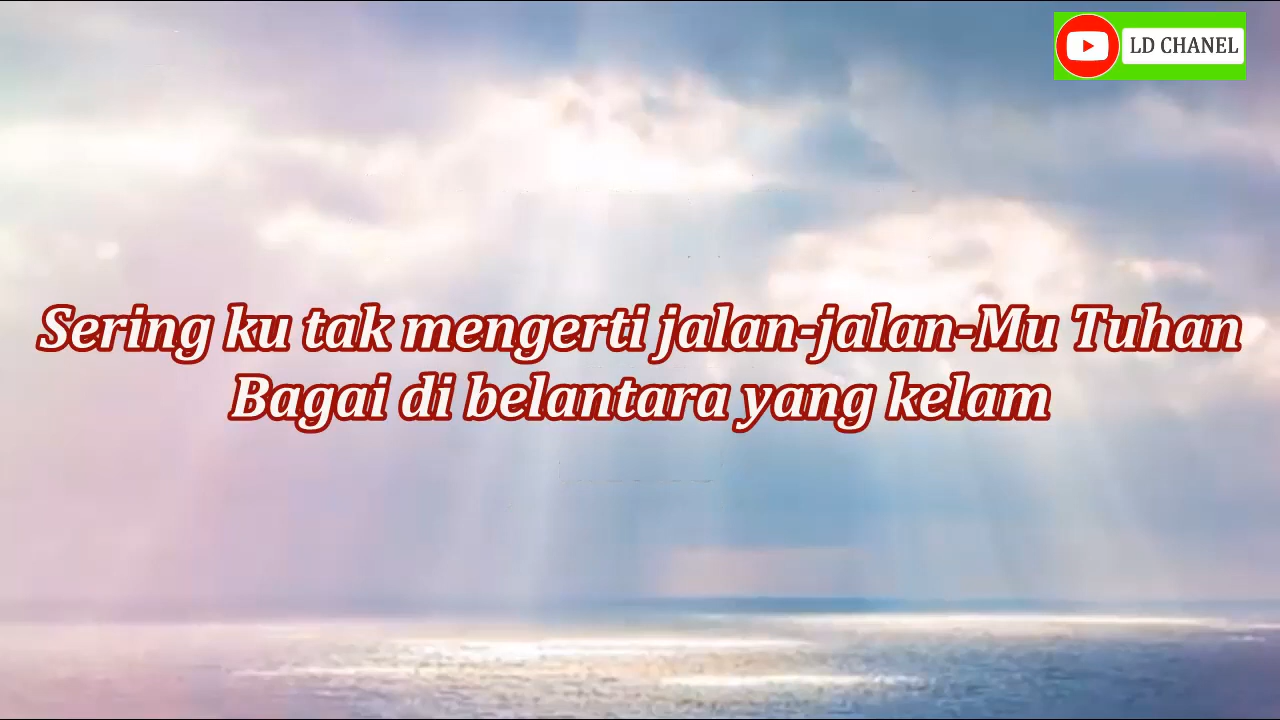 LD CHANEL
Sering ku tak mengerti jalan-jalan-Mu Tuhan
Bagai di belantara yang kelam